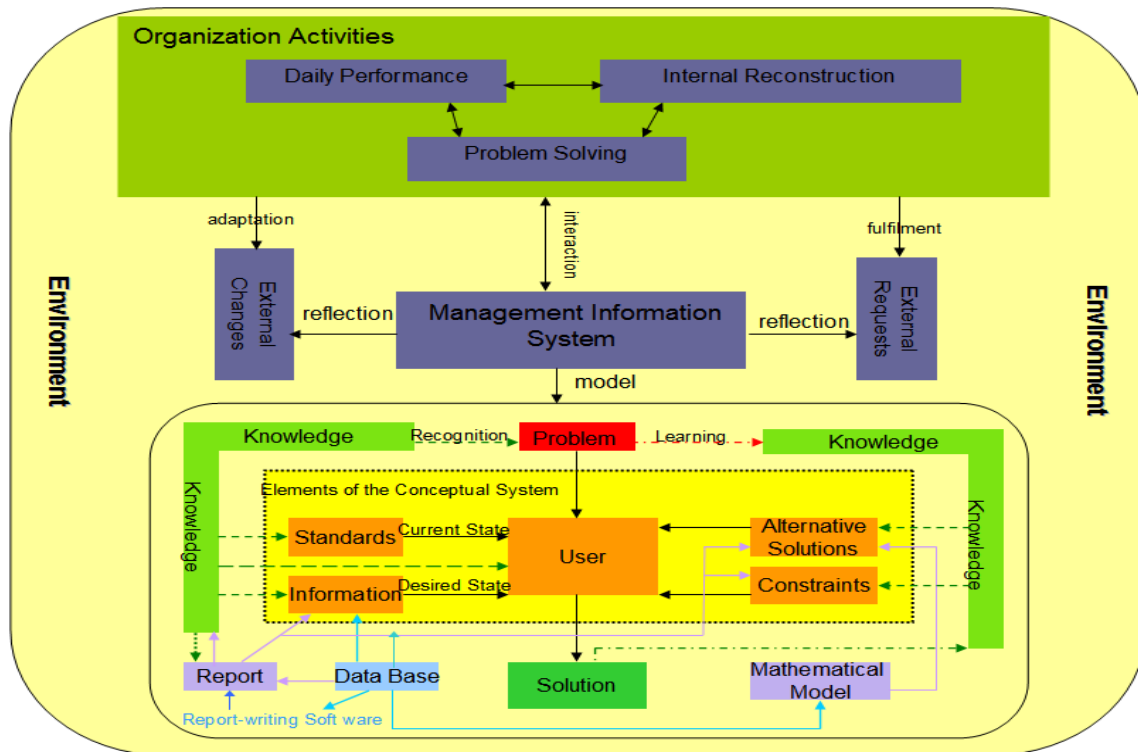 Organization Activities
Daily Performance
Internal Reconstruction
Problem Solving
adaptation
interaction
fulfilment
Environment
External
Changes
reflection
Management Information
System
reflection
External
Requests
Environment
model
Knowledge
Recognition
Problem
Learning
Knowledge
Knowledge
Elements of the Conceptual System
Standards
Current State
User
Alternative
Solutions
Knowledge
Information
Desired State
Constraints
Report
Data Base
Solution
Mathematical
Model
Report-writing Soft ware